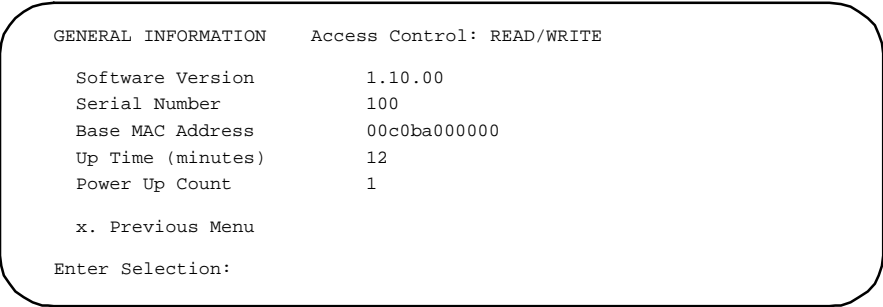 GENERAL INFORMATION Access Control: READ/WRITE
Software Version 1.10.00
Serial Number 100
Base MAC Address 00c0ba000000
Up Time (minutes) 12
Power Up Count 1
x. Previous Menu
Enter Selection: